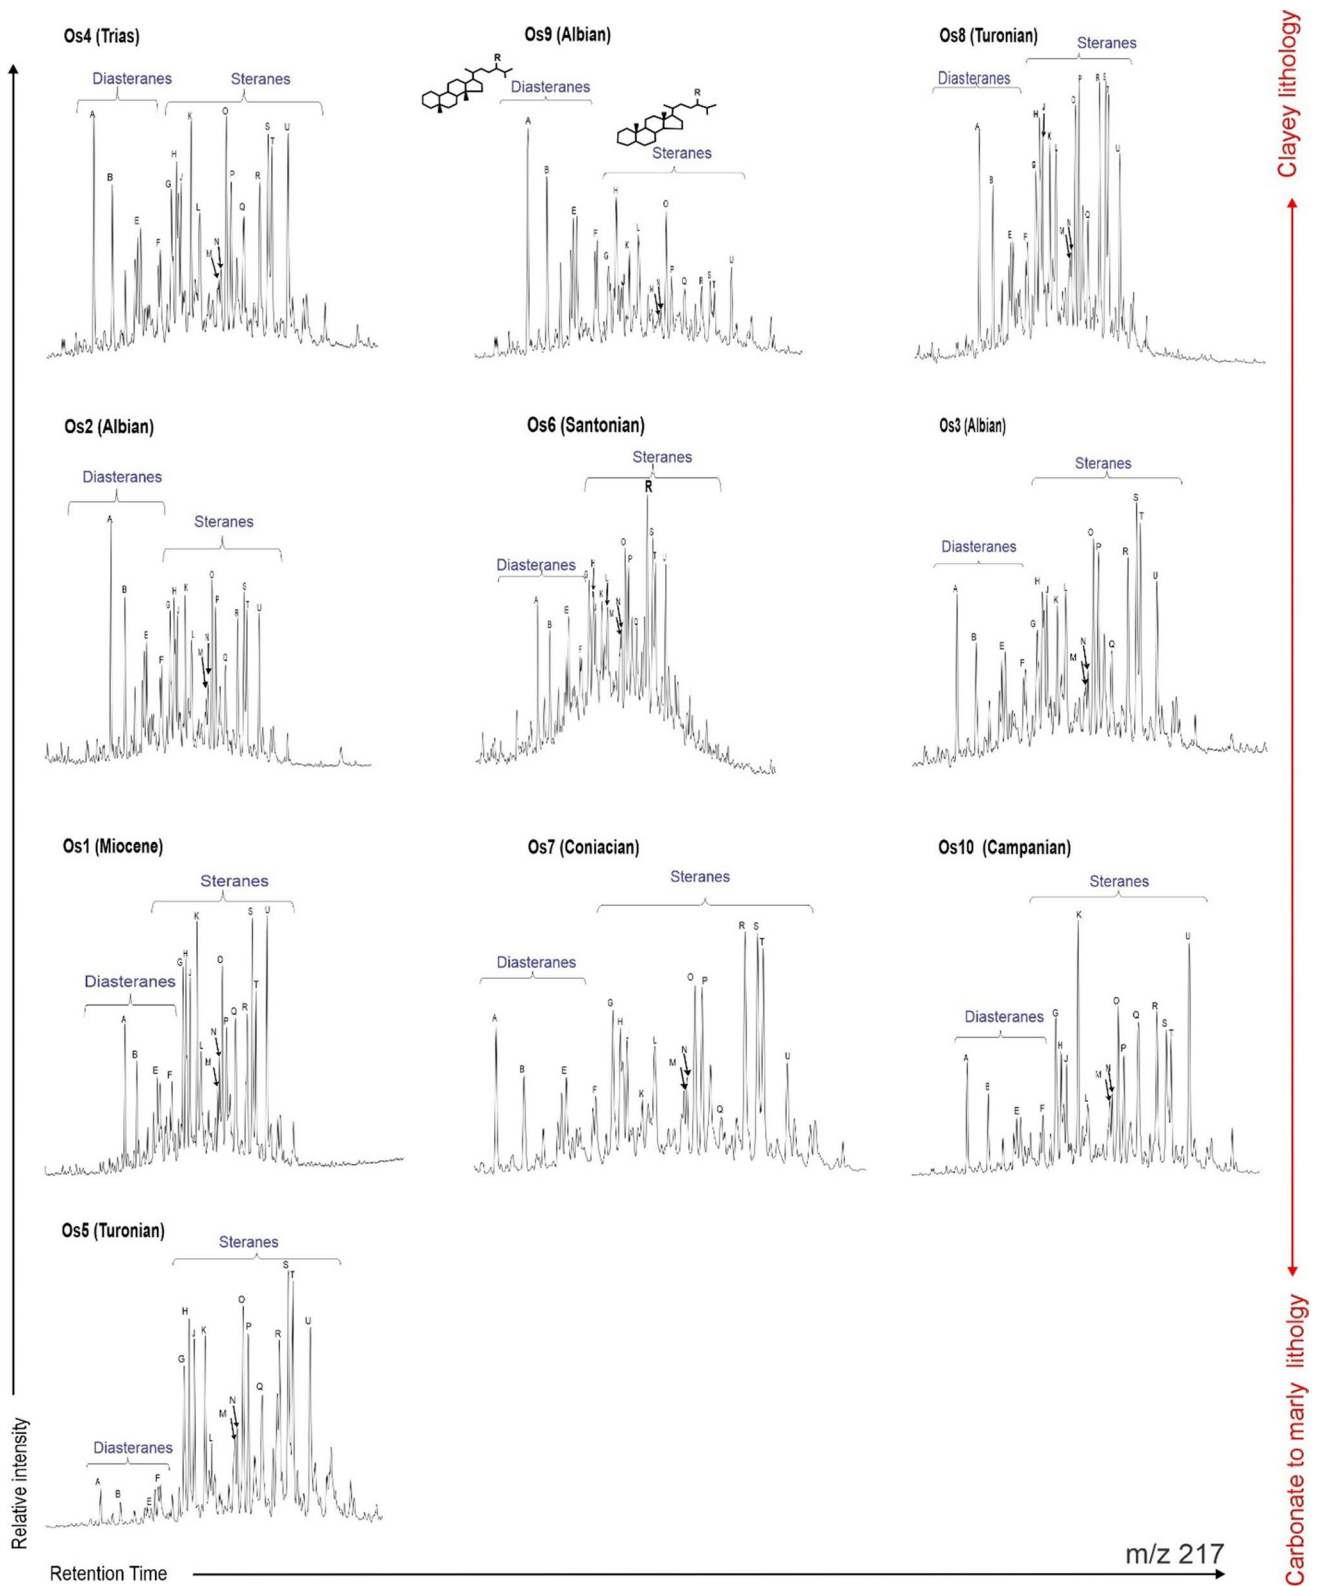 Os4 (Trias)
Diasteranes
Steranes
A
B
E
F
G
H
J
K
L
M
N
O
P
Q
R
S
T
U
Os9 (Albian)
R
Diasteranes
R
Steranes
A
B
E
F
G
H
J
K
L
M
N
O
P
Q
R
S
T
U
Os8 (Turonian)
Diasteranes
Steranes
A
B
E
F
G
H
J
K
L
M
N
O
P
Q
R
S
U
Os2 (Albian)
Diasteranes
Steranes
A
B
E
F
G
H
J
K
L
M
N
O
P
Q
R
S
T
U
Os6 (Santonian)
Diasteranes
Steranes
A
B
E
F
G
H
J
K
L
M
N
O
P
Q
R
S
T
Os3 (Albian)
Diasteranes
Steranes
A
B
E
F
G
H
J
K
L
M
N
O
P
Q
R
S
T
U
Os1 (Miocene)
Diasteranes
Steranes
A
B
E
F
G
H
J
K
L
M
N
O
P
Q
R
S
T
U
Os7 (Coniacian)
Diasteranes
Steranes
A
B
E
F
G
H
K
L
M
N
O
P
Q
R
S
T
U
Os10 (Campanian)
Diasteranes
Steranes
A
B
E
F
G
H
J
K
L
M
N
O
P
Q
R
S
T
U
Os5 (Turonian)
Diasteranes
Steranes
A
B
E
F
G
H
J
K
L
M
N
O
P
Q
R
S
T
U
Relative intensity
Retention Time
m/z 217
Clayey lithology
Carbonate to marly litholgy